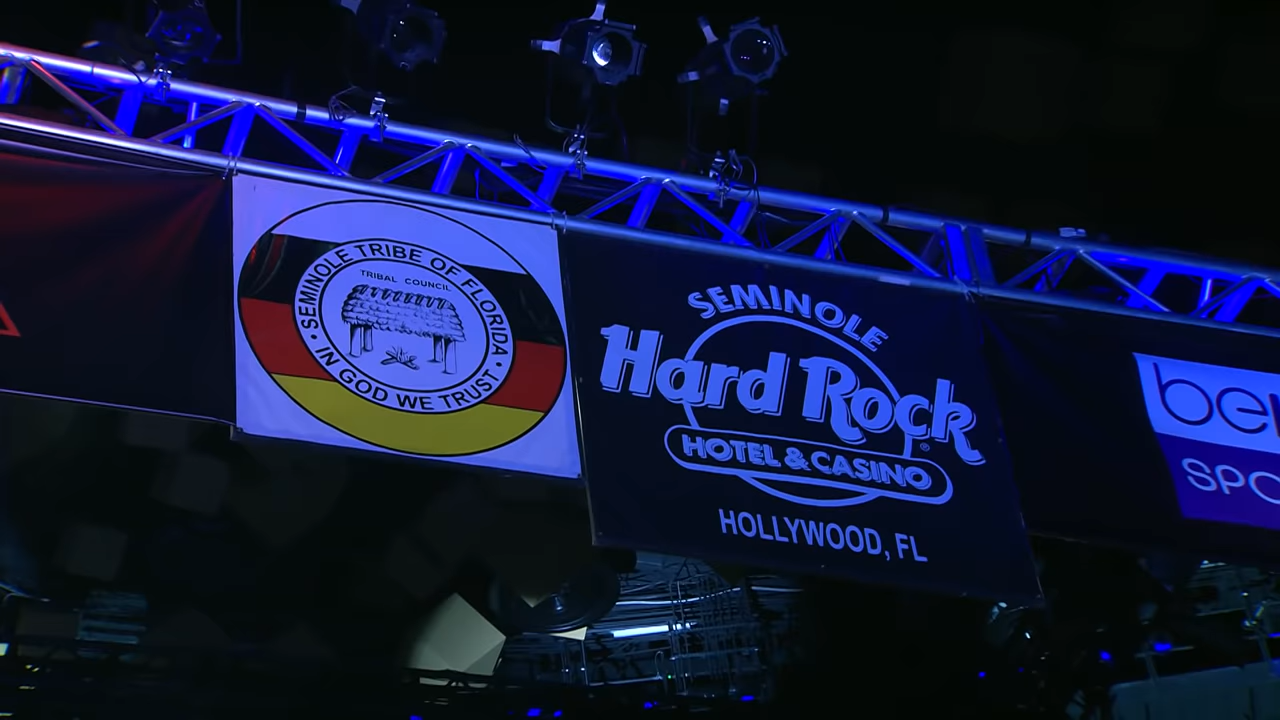 SEMINOLE TRIBE OF FLORIDA
TRIBAL COUNCIL
• IN GOD WE TRUST •
SEMINOLE
Hard Rock
®
HOTEL & CASINO
HOLLYWOOD, FL